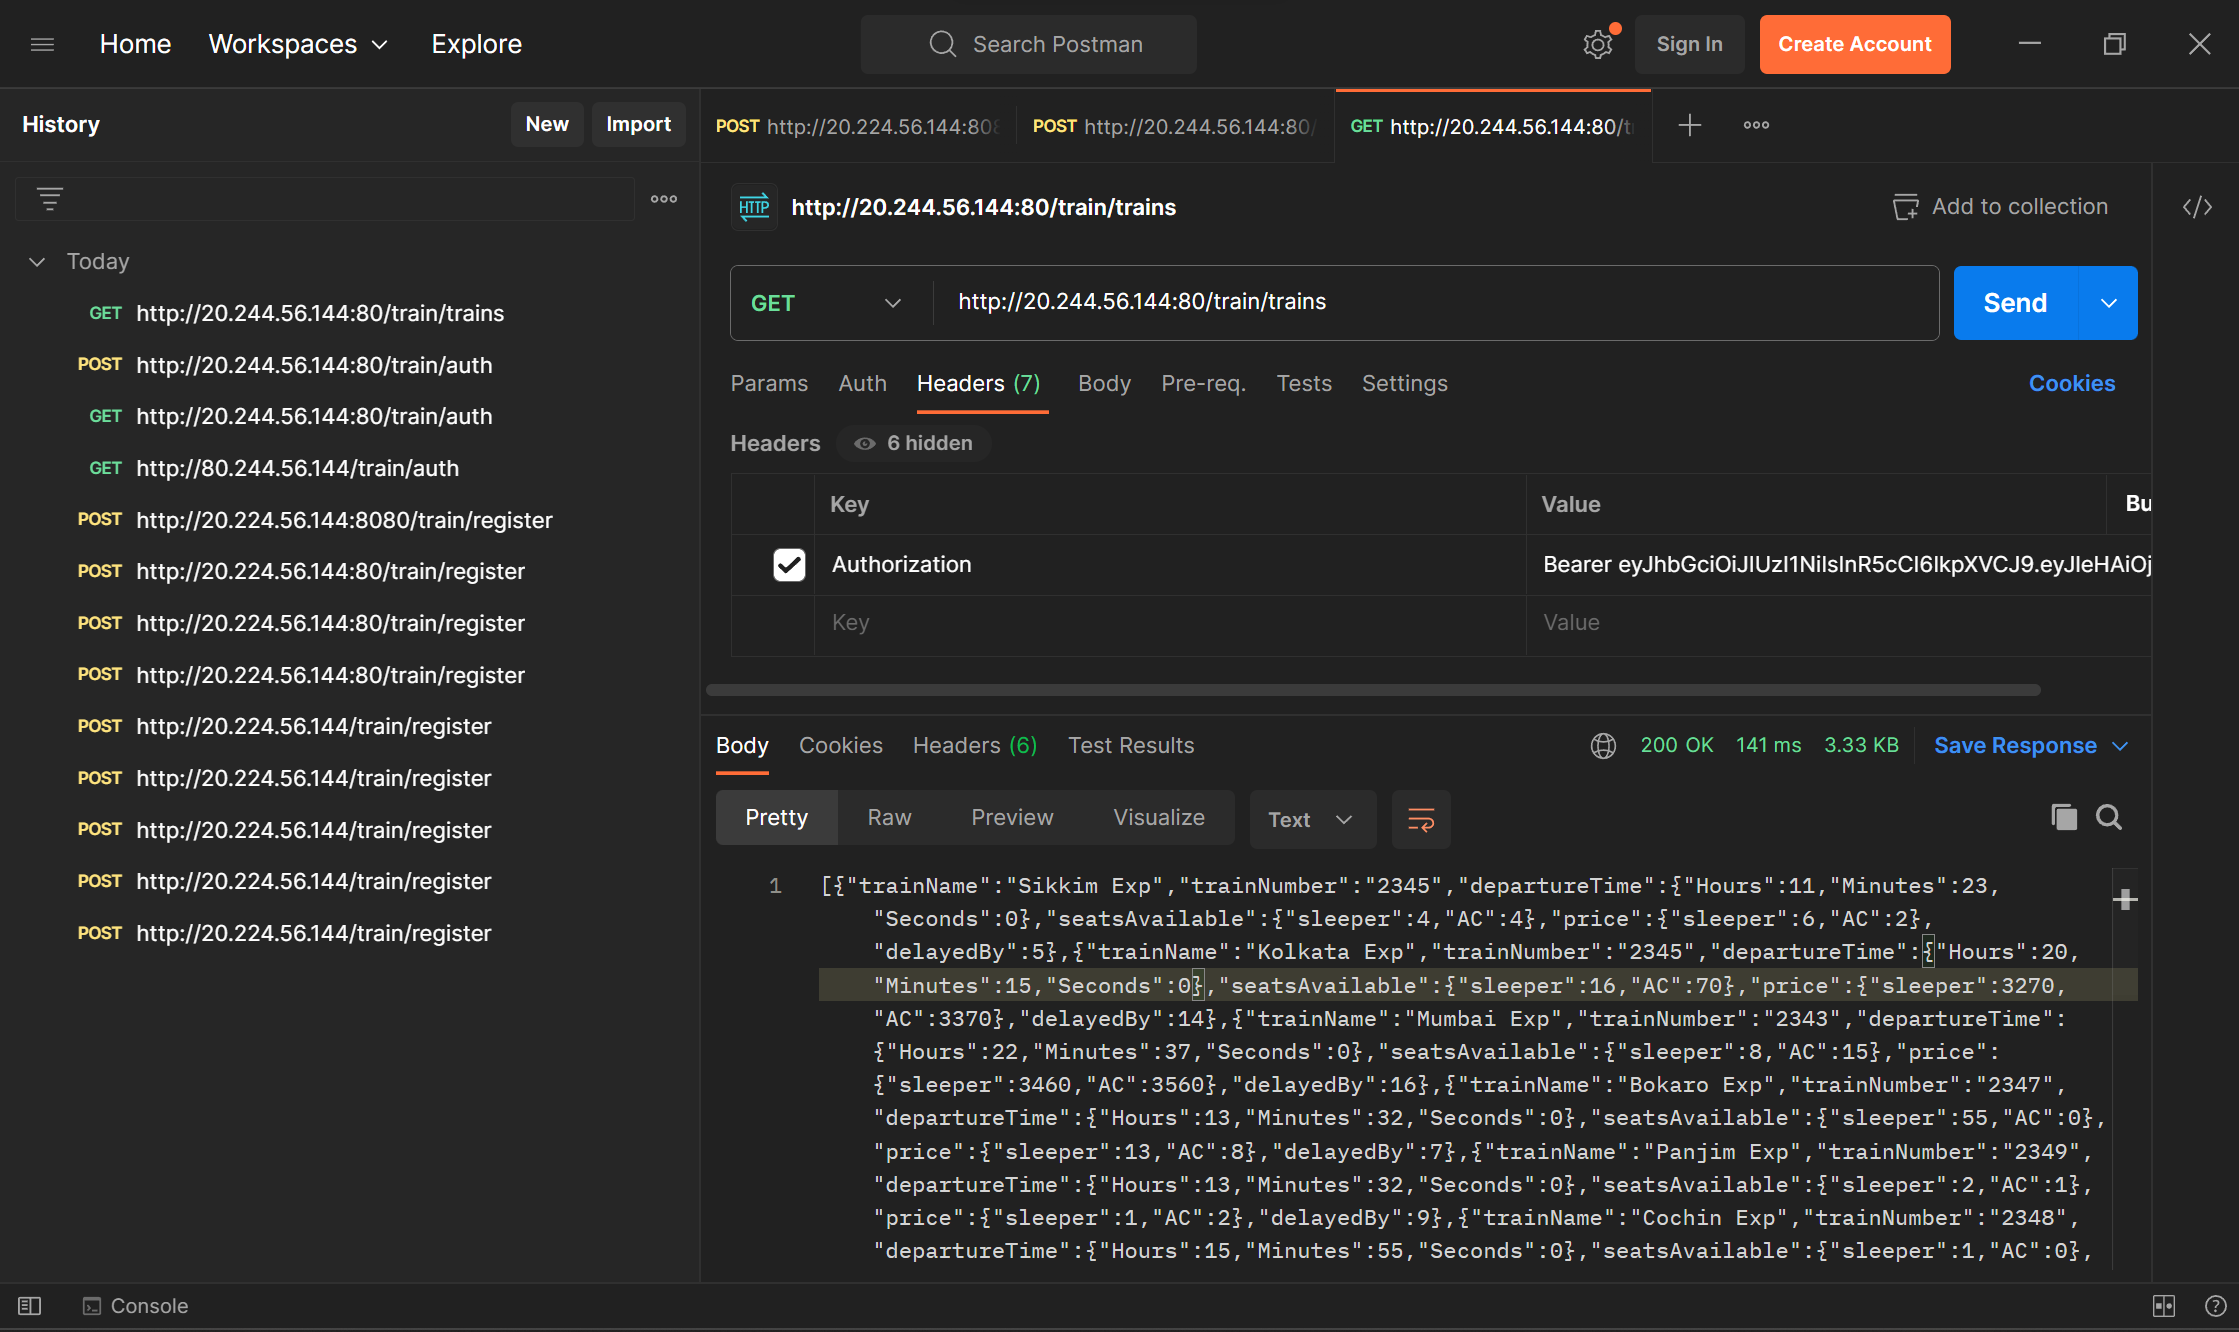 Home Workspaces Explore Search Postman Sign In Create Account
History New Import
POST http://20.224.56.144:808 POST http://20.244.56.144:80/ GET http://20.244.56.144:80/t
HTTP http://20.244.56.144:80/train/trains Add to collection </>
Today
GET http://20.244.56.144:80/train/trains
POST http://20.244.56.144:80/train/auth
GET http://20.244.56.144:80/train/auth
GET http://80.244.56.144/train/auth
POST http://20.224.56.144:8080/train/register
POST http://20.224.56.144:80/train/register
POST http://20.224.56.144:80/train/register
POST http://20.224.56.144:80/train/register
POST http://20.224.56.144/train/register
POST http://20.224.56.144/train/register
POST http://20.224.56.144/train/register
POST http://20.224.56.144/train/register
POST http://20.224.56.144/train/register
GET http://20.244.56.144:80/train/trains Send
Params Auth Headers (7) Body Pre-req. Tests Settings Cookies
Headers 6 hidden
Key Value Bu
Authorization Bearer eyJhbGciOiJIUzI1NiIsInR5cCI6IkpXVCJ9.eyJleHAiOj
Key Value
Body Cookies Headers (6) Test Results 200 OK 141 ms 3.33 KB Save Response
Pretty Raw Preview Visualize Text
1 [{"trainName":"Sikkim Exp","trainNumber":"2345","departureTime":{"Hours":11,"Minutes":23,
"Seconds":0},"seatsAvailable":{"sleeper":4,"AC":4},"price":{"sleeper":6,"AC":2},
"delayedBy":5},{"trainName":"Kolkata Exp","trainNumber":"2345","departureTime":{"Hours":20,
"Minutes":15,"Seconds":0},"seatsAvailable":{"sleeper":16,"AC":70},"price":{"sleeper":3270,
"AC":3370},"delayedBy":14},{"trainName":"Mumbai Exp","trainNumber":"2343","departureTime":
{"Hours":22,"Minutes":37,"Seconds":0},"seatsAvailable":{"sleeper":8,"AC":15},"price":
{"sleeper":3460,"AC":3560},"delayedBy":16},{"trainName":"Bokaro Exp","trainNumber":"2347",
"departureTime":{"Hours":13,"Minutes":32,"Seconds":0},"seatsAvailable":{"sleeper":55,"AC":0},
"price":{"sleeper":13,"AC":8},"delayedBy":7},{"trainName":"Panjim Exp","trainNumber":"2349",
"departureTime":{"Hours":13,"Minutes":32,"Seconds":0},"seatsAvailable":{"sleeper":2,"AC":1},
"price":{"sleeper":1,"AC":2},"delayedBy":9},{"trainName":"Cochin Exp","trainNumber":"2348",
"departureTime":{"Hours":15,"Minutes":55,"Seconds":0},"seatsAvailable":{"sleeper":1,"AC":0},
Console